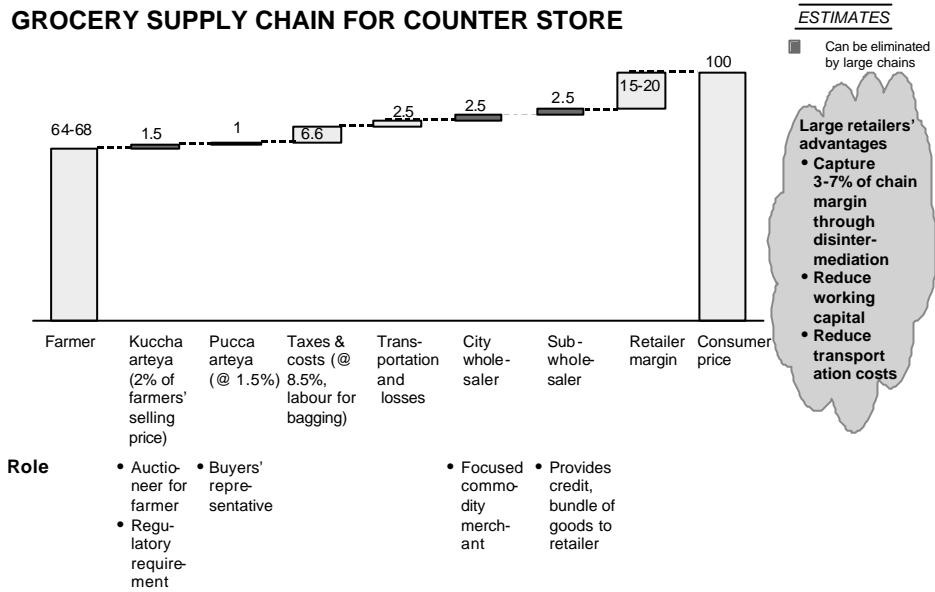 GROCERY SUPPLY CHAIN FOR COUNTER STORE
ESTIMATES
Can be eliminated
by large chains
64-68
1.5
1
6.6
2.5
2.5
2.5
15-20
100
Farmer
Kuccha
arteya
(2% of
farmers'
selling
price)
Pucca
arteya
(@ 1.5%)
Taxes &
costs (@
8.5%,
labour for
bagging)
Trans-
portation
and
losses
City
whole-
saler
Sub-
whole-
saler
Retailer
margin
Consumer
price
Large retailers'
advantages
• Capture
3-7% of chain
margin
through
disinter-
mediation
• Reduce
working
capital
• Reduce
transport
ation costs
Role
• Auctio-
neer for
farmer
• Regu-
latory
require-
ment
• Buyers'
repre-
sentative
• Focused
commo-
dity
merch-
ant
• Provides
credit,
bundle of
goods to
retailer